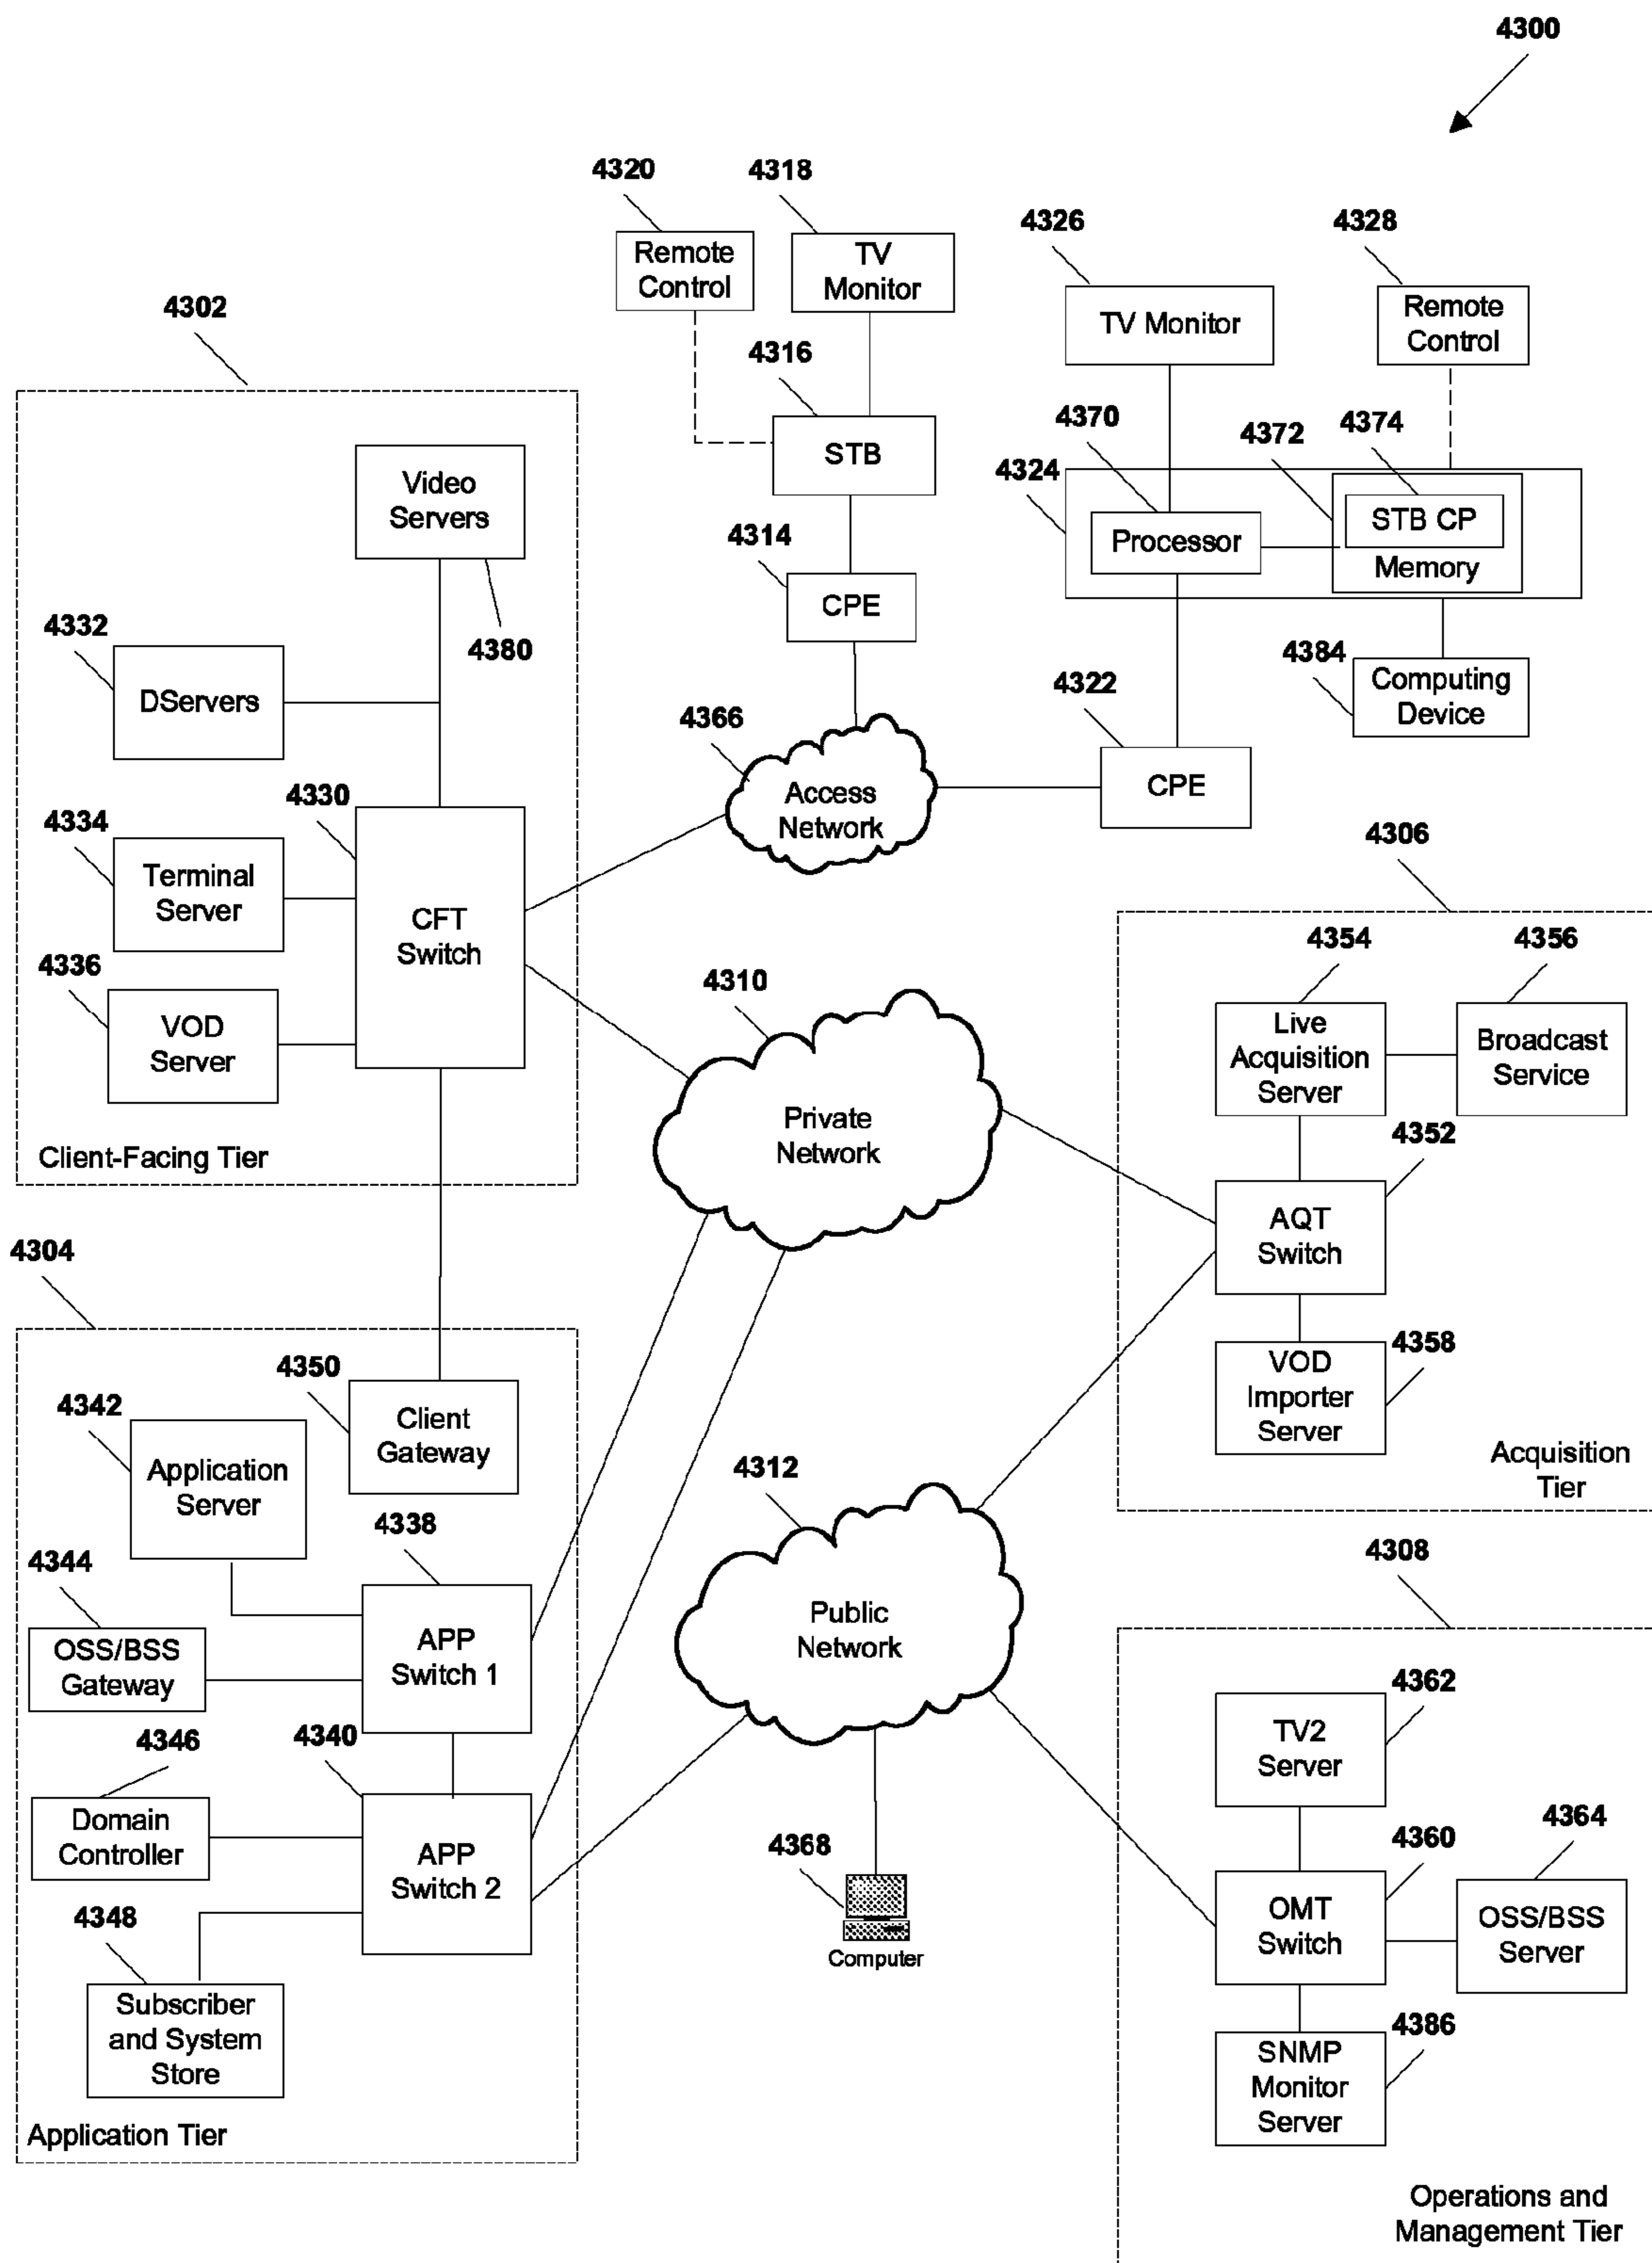 4300
4320
4318
Remote
Control
TV
Monitor
4326
4328
TV Monitor
Remote
Control
4302
4316
STB
4370
4372
4374
4324
Processor
STB CP
Memory
Video
Servers
4380
4314
CPE
4332
DServers
4384
Computing
Device
4322
CPE
4366
Access
Network
4330
4334
Terminal
Server
CFT
Switch
4336
VOD
Server
Client-Facing Tier
4306
4354
4356
Live
Acquisition
Server
Broadcast
Service
4352
AQT
Switch
4358
VOD
Importer
Server
Acquisition
Tier
4310
Private
Network
4304
4350
Client
Gateway
4342
Application
Server
4338
4344
OSS/BSS
Gateway
APP
Switch 1
4346
4340
Domain
Controller
APP
Switch 2
4348
Subscriber
and System
Store
Application Tier
4312
Public
Network
4368
Computer
4308
4362
TV2
Server
4360
4364
OMT
Switch
OSS/BSS
Server
4386
SNMP
Monitor
Server
Operations and
Management Tier